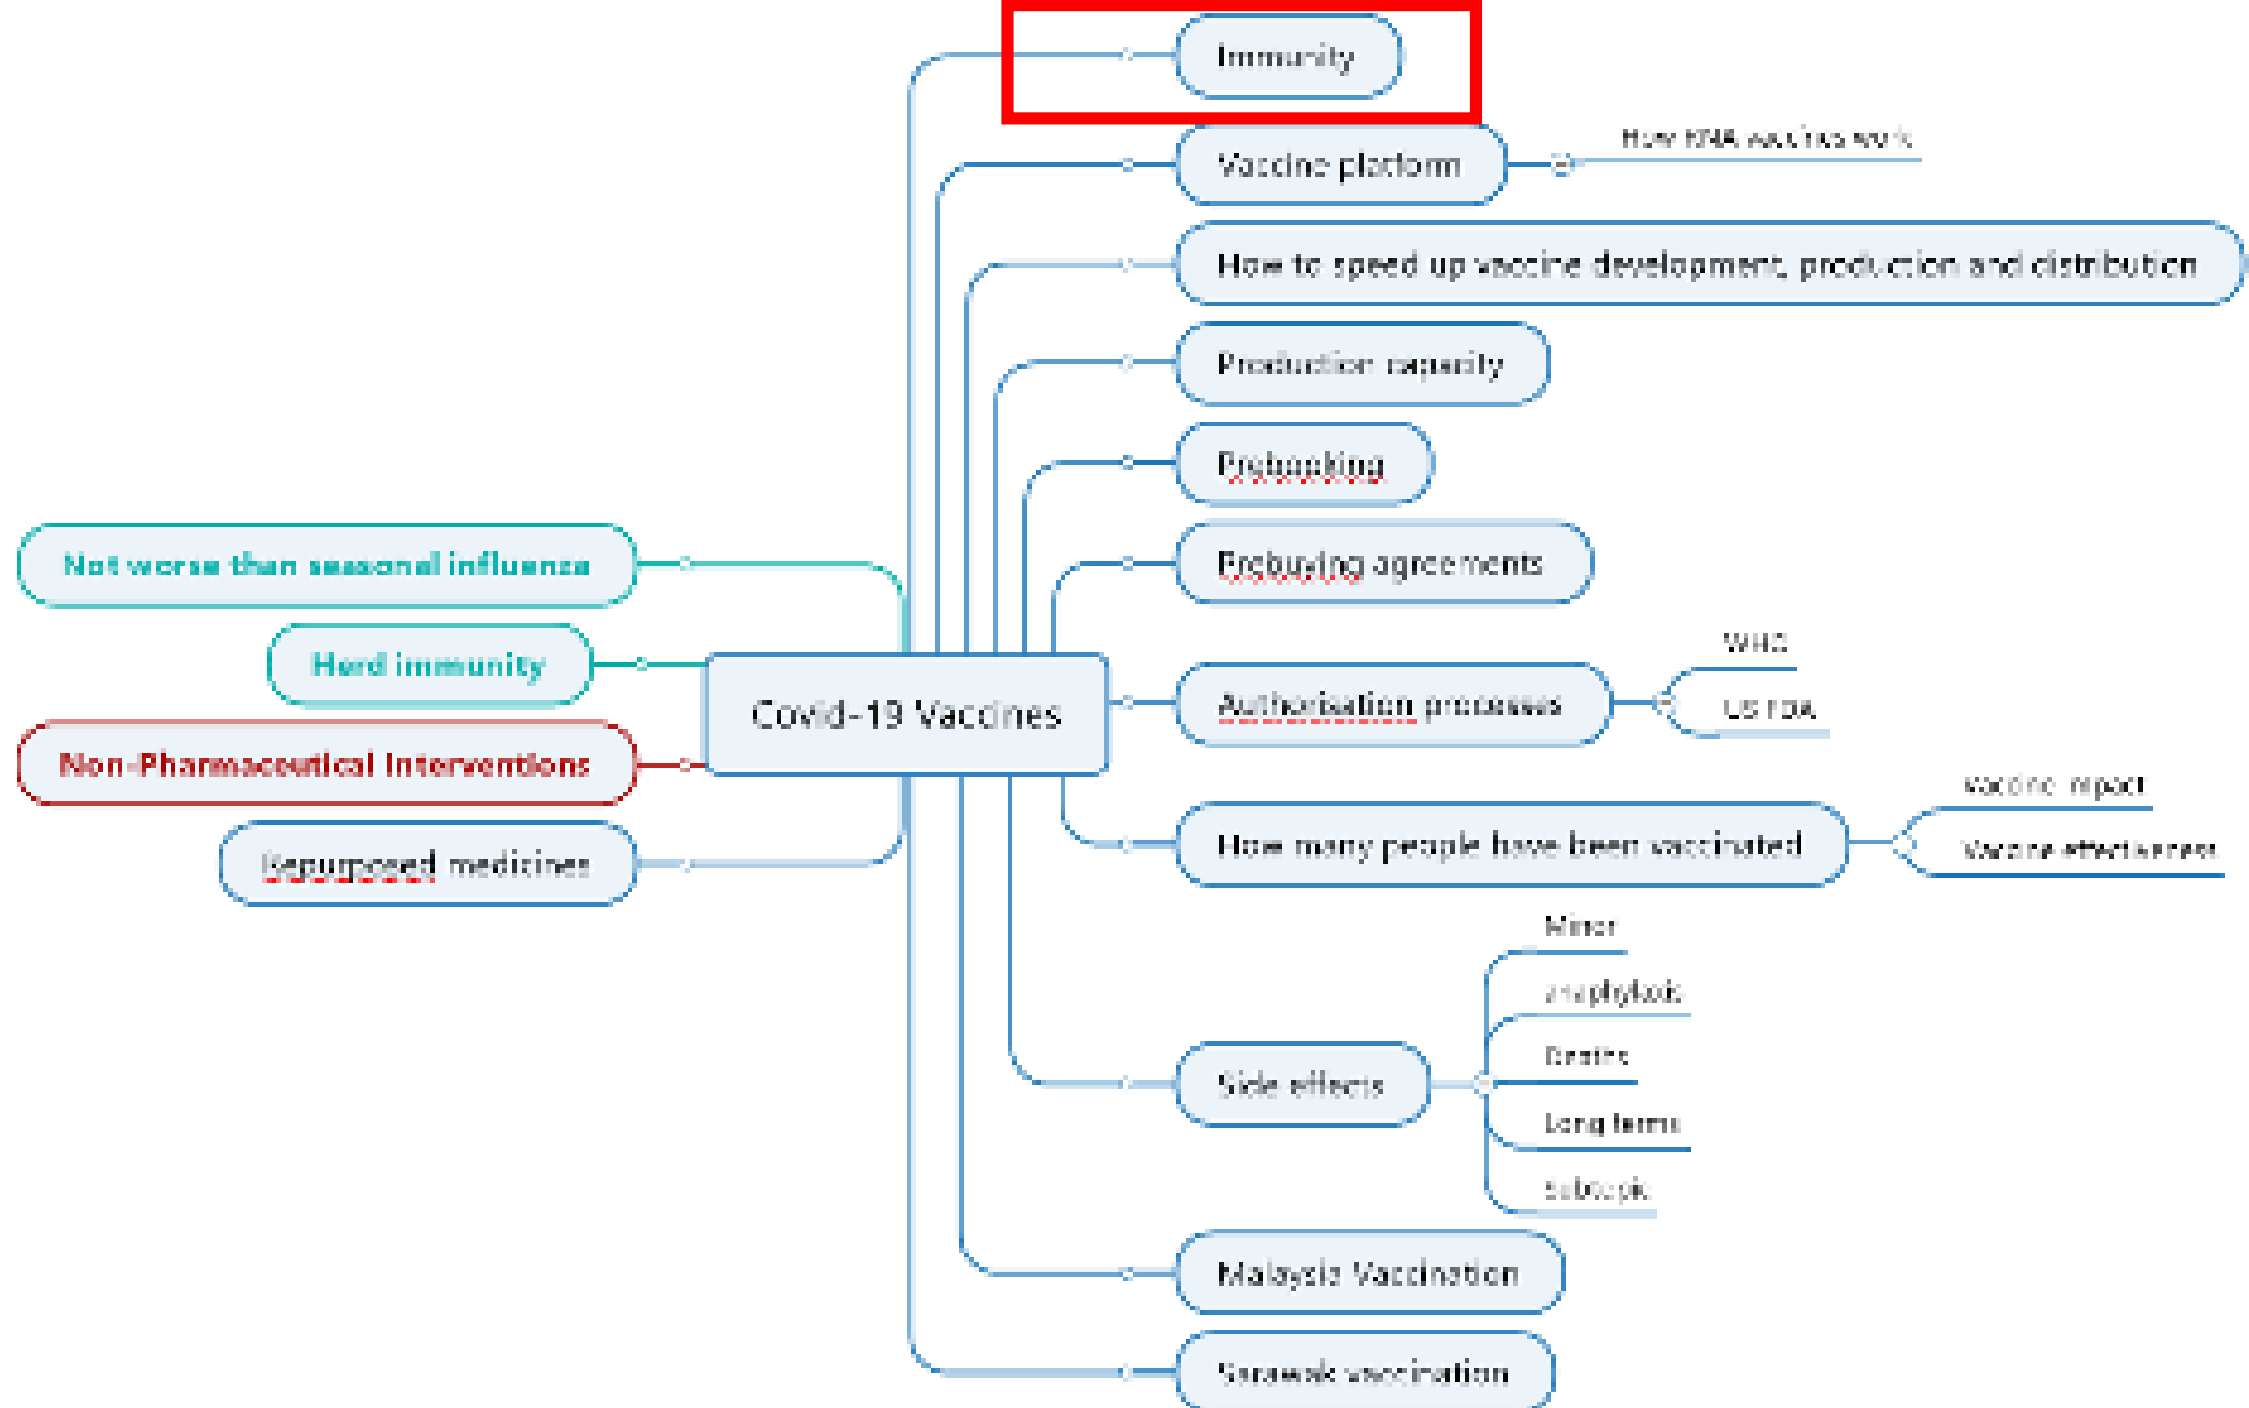 Immunity
Vaccine platform
How RNA vaccines work
How to speed up vaccine development, production and distribution
Production capacity
Prebooking
Prebuying agreements
Authorisation processes
WHO
US FDA
How many people have been vaccinated
Vaccine impact
Vaccine effectiveness
Side effects
Minor
anaphylaxis
Deaths
Long terms
Subtopic
Malaysia Vaccination
Sarawak vaccination
Covid-19 Vaccines
Not worse than seasonal influenza
Herd immunity
Non-Pharmaceutical Interventions
Repurposed medicines